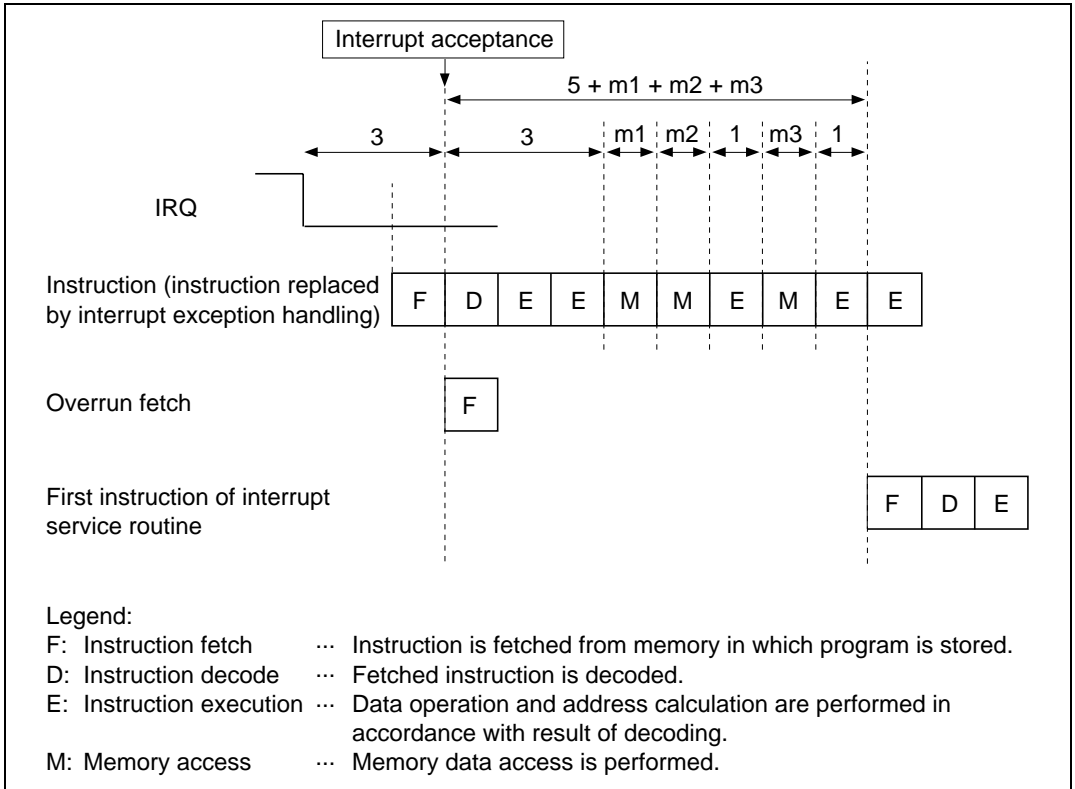 Interrupt acceptance
5 + m1 + m2 + m3
3 3 m1 m2 1 m3 1
IRQ
Instruction (instruction replaced
by interrupt exception handling)
F D E E M M E M E E
Overrun fetch
F
First instruction of interrupt
service routine
F D E
Legend:
F: Instruction fetch ··· Instruction is fetched from memory in which program is stored.
D: Instruction decode ··· Fetched instruction is decoded.
E: Instruction execution ··· Data operation and address calculation are performed in
accordance with result of decoding.
M: Memory access ··· Memory data access is performed.